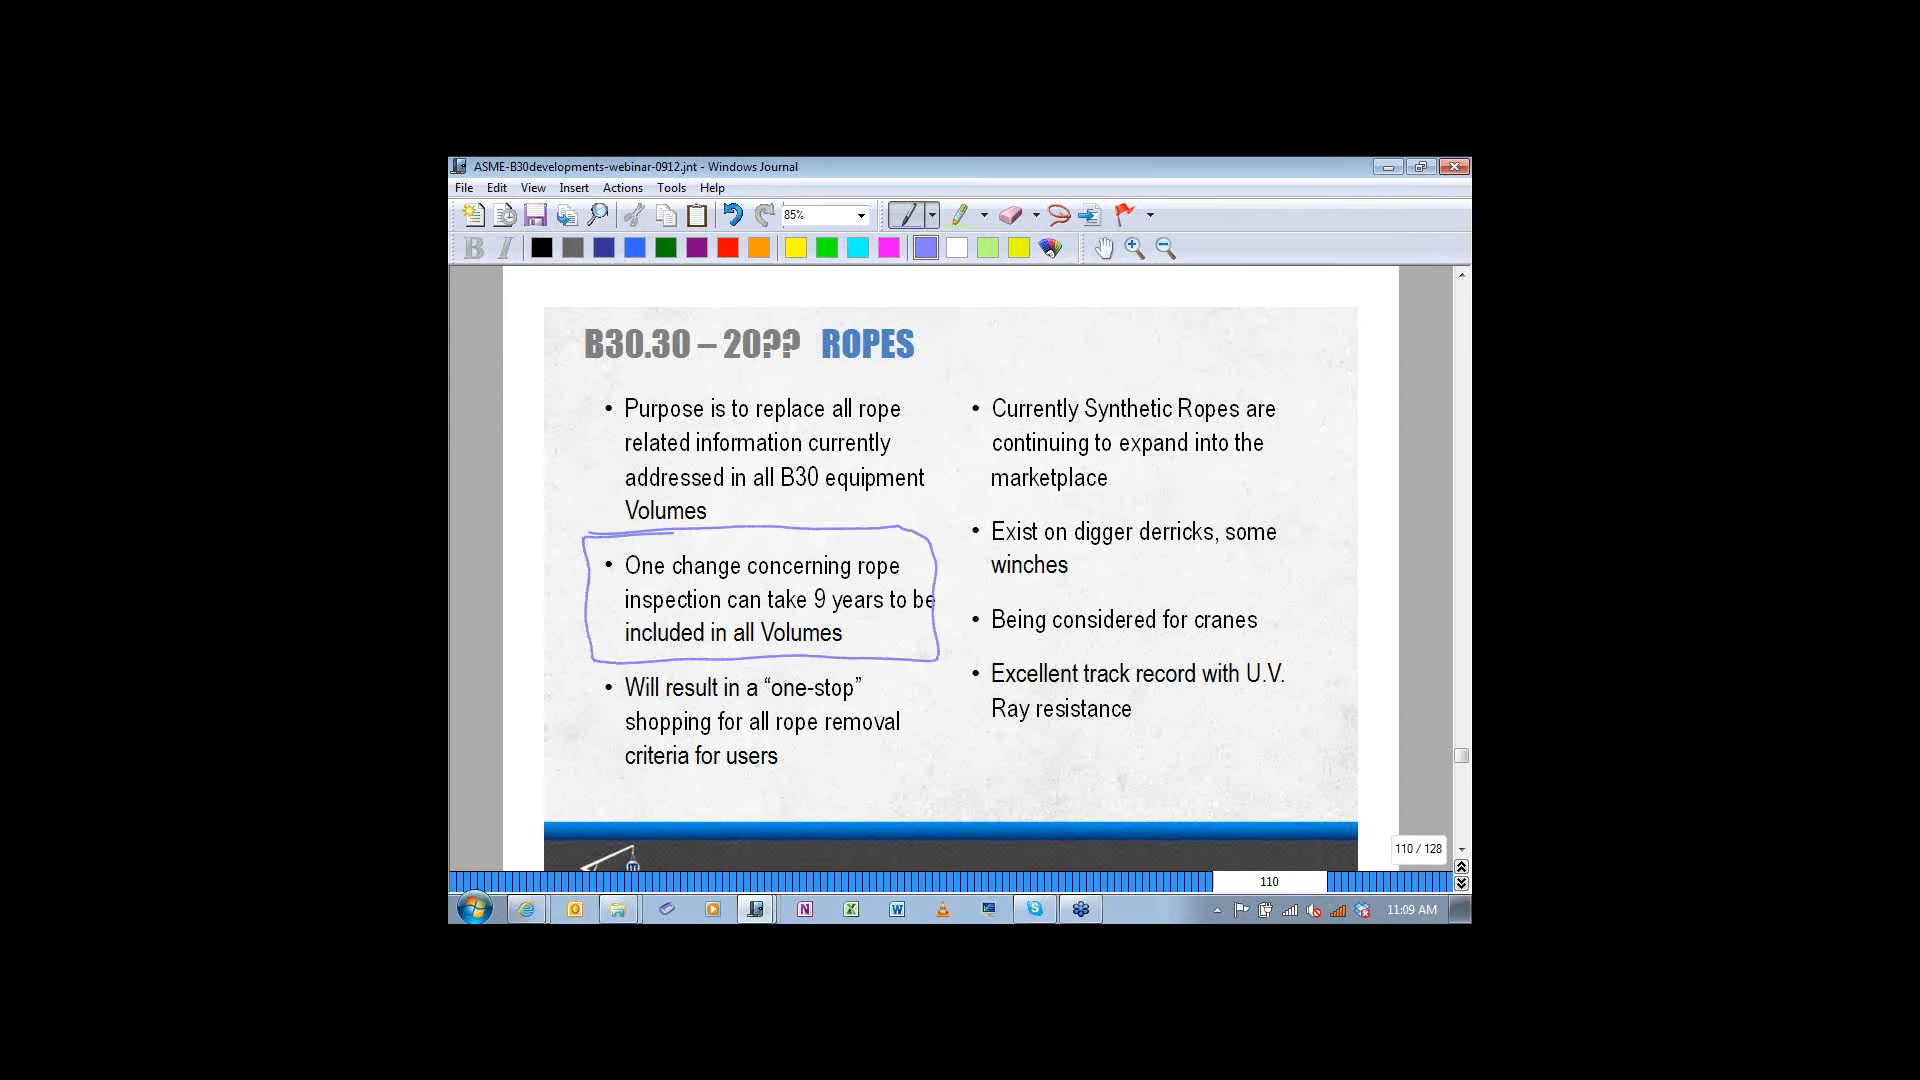 ASME-B30developments-webinar-0912.jnt - Windows Journal
File Edit View Insert Actions Tools Help
85%
B I
B30.30 – 20?? ROPES
• Purpose is to replace all rope
related information currently
addressed in all B30 equipment
Volumes
• One change concerning rope
inspection can take 9 years to be
included in all Volumes
• Will result in a “one-stop”
shopping for all rope removal
criteria for users
• Currently Synthetic Ropes are
continuing to expand into the
marketplace
• Exist on digger derricks, some
winches
• Being considered for cranes
• Excellent track record with U.V.
Ray resistance
110 / 128
110
11:09 AM